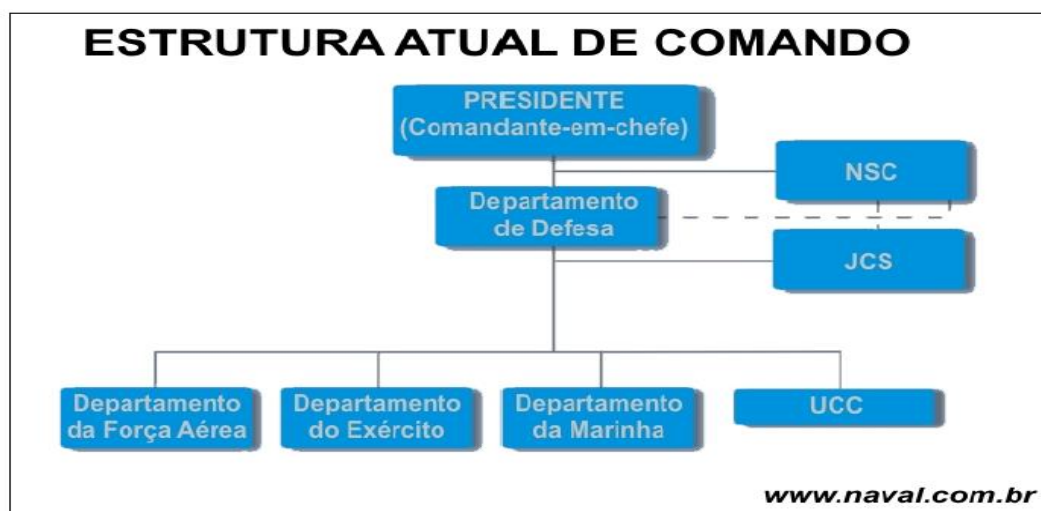 ESTRUTURA ATUAL DE COMANDO
PRESIDENTE
(Comandante-em-chefe)
NSC
Departamento
de Defesa
JCS
Departamento
da Força Aérea
Departamento
do Exército
Departamento
da Marinha
UCC
www.naval.com.br